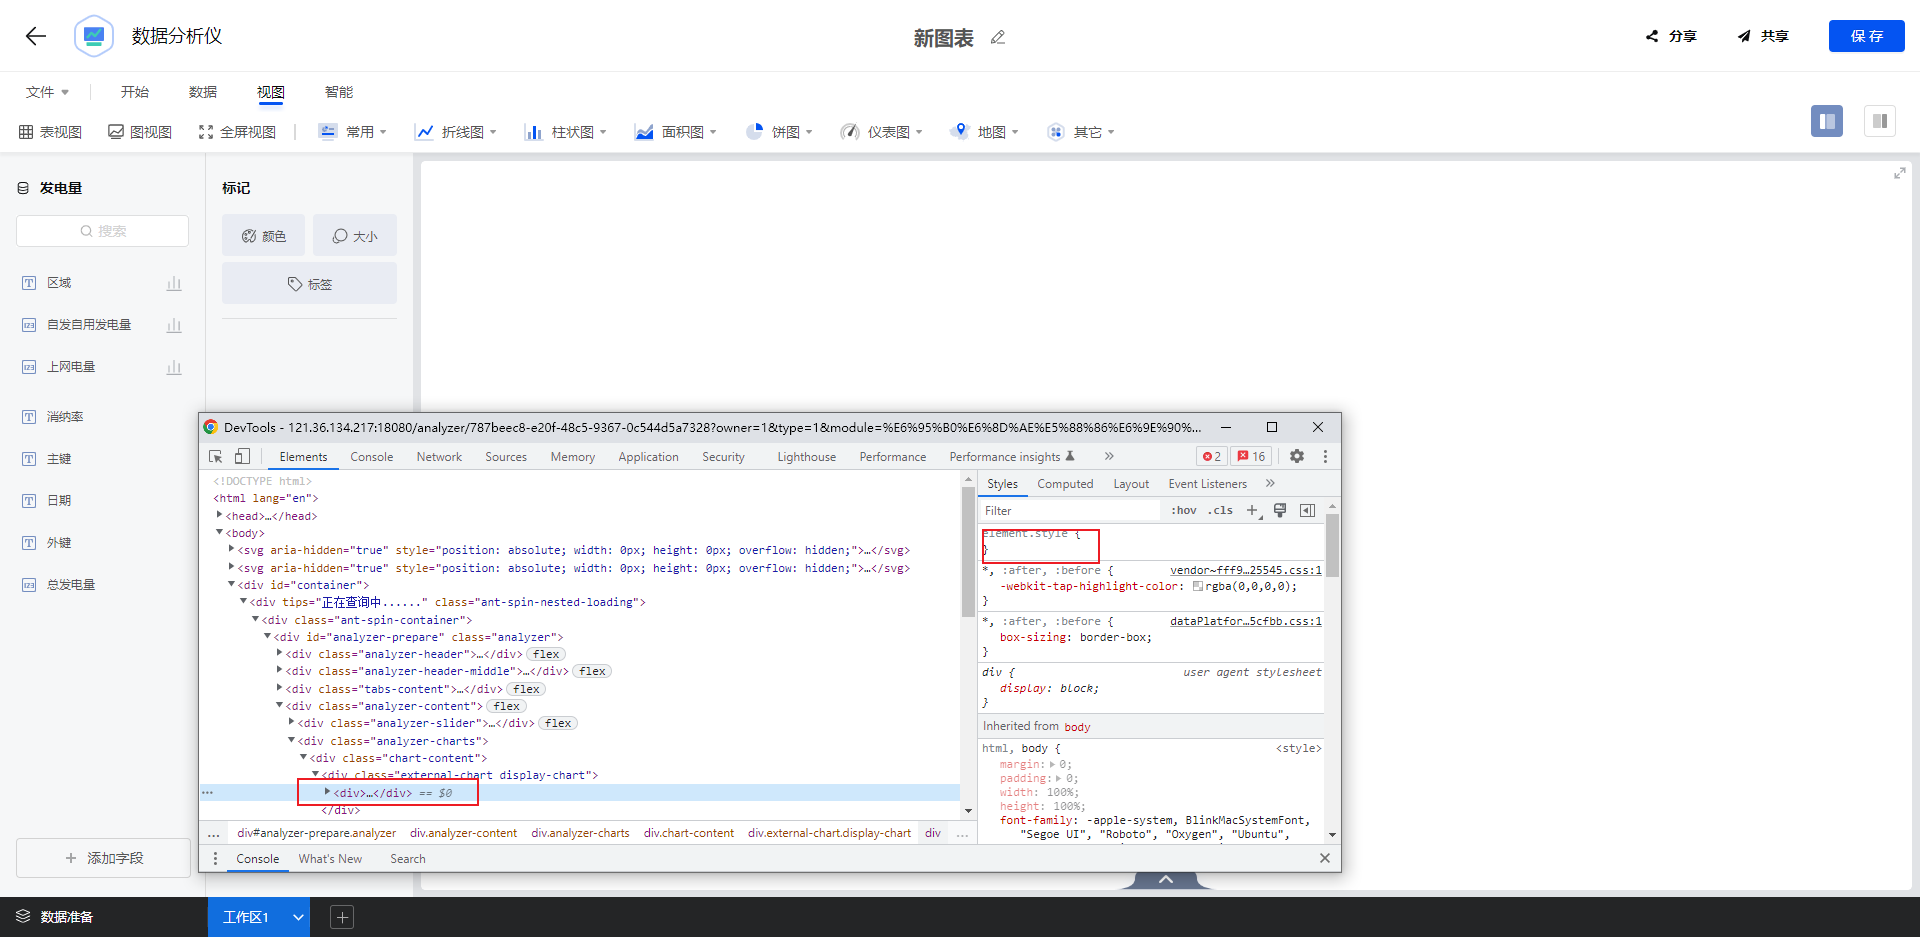 数据分析仪
新图表
分享
共享
保 存
文件
开始
数据
视图
智能
表视图
图视图
全屏视图
常用
折线图
柱状图
面积图
饼图
仪表图
地图
其它
发电量
搜索
区域
自发自用发电量
上网电量
消纳率
主键
日期
外键
总发电量
添加字段
标记
颜色
大小
标签
DevTools - 121.36.134.217:18080/analyzer/787beec8-e20f-48c5-9367-0c544d5a7328?owner=1&type=1&module=%E6%95%B0%E6%8D%AE%E5%88%86%E6%9E%90%...
Elements
Console
Network
Sources
Memory
Application
Security
Lighthouse
Performance
Performance insights
2
16
<!DOCTYPE html>
<html lang="en">
<head>…</head>
<body>
<svg aria-hidden="true" style="position: absolute; width: 0px; height: 0px; overflow: hidden;">…</svg>
<svg aria-hidden="true" style="position: absolute; width: 0px; height: 0px; overflow: hidden;">…</svg>
<div id="container">
<div tips="正在查询中......" class="ant-spin-nested-loading">
<div class="ant-spin-container">
<div id="analyzer-prepare" class="analyzer">
<div class="analyzer-header">…</div> flex
<div class="analyzer-header-middle">…</div> flex
<div class="tabs-content">…</div> flex
<div class="analyzer-content"> flex
<div class="analyzer-slider">…</div> flex
<div class="analyzer-charts">
<div class="chart-content">
<div class="external-chart display-chart">
<div>…</div> == $0
</div>
... div#analyzer-prepare.analyzer div.analyzer-content div.analyzer-charts div.chart-content div.external-chart.display-chart div ...
Console
What's New
Search
Styles
Computed
Layout
Event Listeners
Filter
:hov
.cls
element.style {
}
*, :after, :before { vendor~fff9…25545.css:1
-webkit-tap-highlight-color: rgba(0,0,0,0);
}
*, :after, :before { dataPlatfor…5cfbb.css:1
box-sizing: border-box;
}
div { user agent stylesheet
display: block;
}
Inherited from body
html, body { <style>
margin: 0;
padding: 0;
width: 100%;
height: 100%;
font-family: -apple-system, BlinkMacSystemFont,
"Segoe UI", "Roboto", "Oxygen", "Ubuntu",
数据准备
工作区1